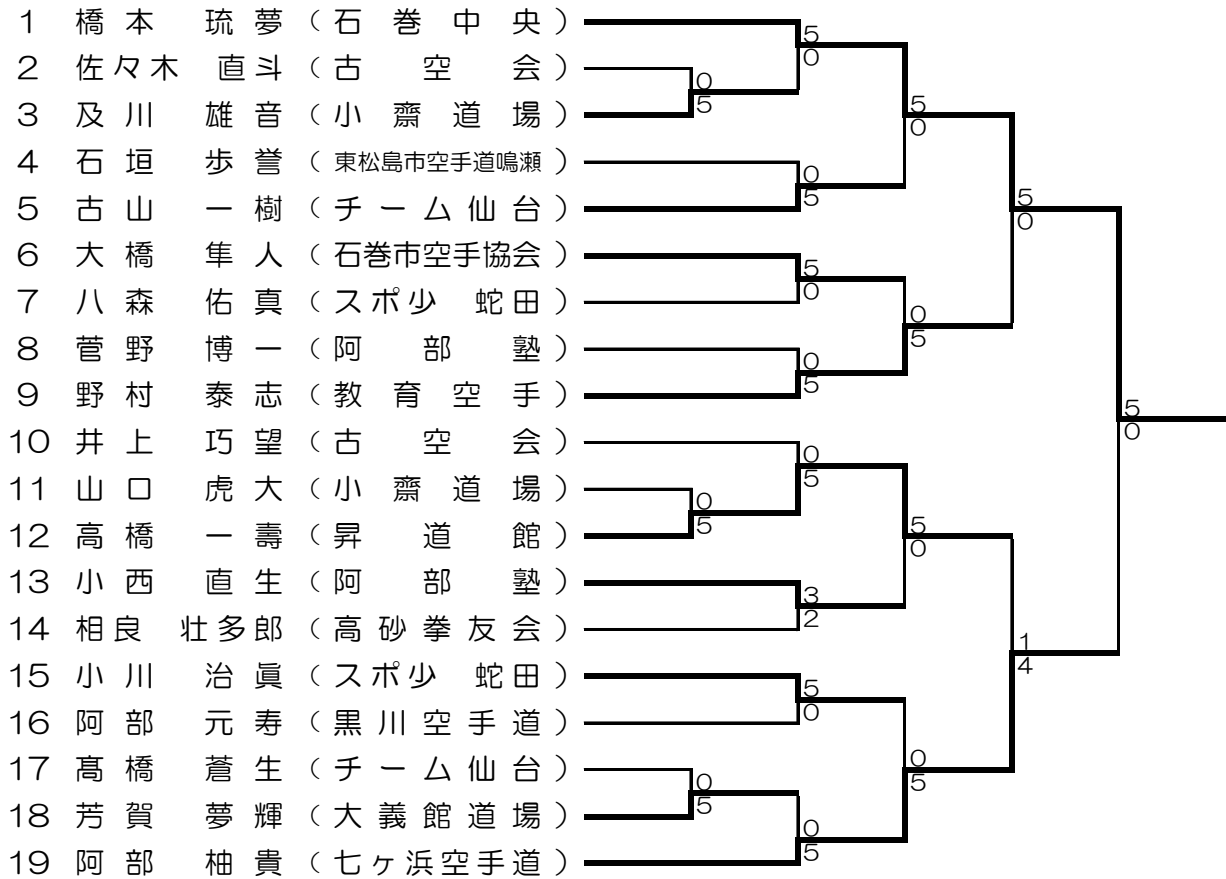 1 橋本 琉夢 （石巻中央）
2 佐々木 直斗 （古空会）
3 及川 雄音 （小齋道場）
4 石垣 歩誉 （東松島市空手道鳴瀬）
5 古山 一樹 （チーム仙台）
6 大橋 隼人 （石巻市空手協会）
7 八森 佑真 （スポ少 蛇田）
8 菅野 博一 （阿部塾）
9 野村 泰志 （教育空手）
10 井上 巧望 （古空会）
11 山口 虎大 （小齋道場）
12 高橋 一壽 （昇道館）
13 小西 直生 （阿部塾）
14 相良 壮多郎 （高砂拳友会）
15 小川 治眞 （スポ少 蛇田）
16 阿部 元寿 （黒川空手道）
17 髙橋 蒼生 （チーム仙台）
18 芳賀 夢輝 （大義館道場）
19 阿部 柚貴 （七ヶ浜空手道）
0
5
0
5
0
5
5
0
0
5
5
0
0
5
0
5
3
2
5
0
0
5
5
0
0
5
5
0
0
5
5
0
1
4
5
0